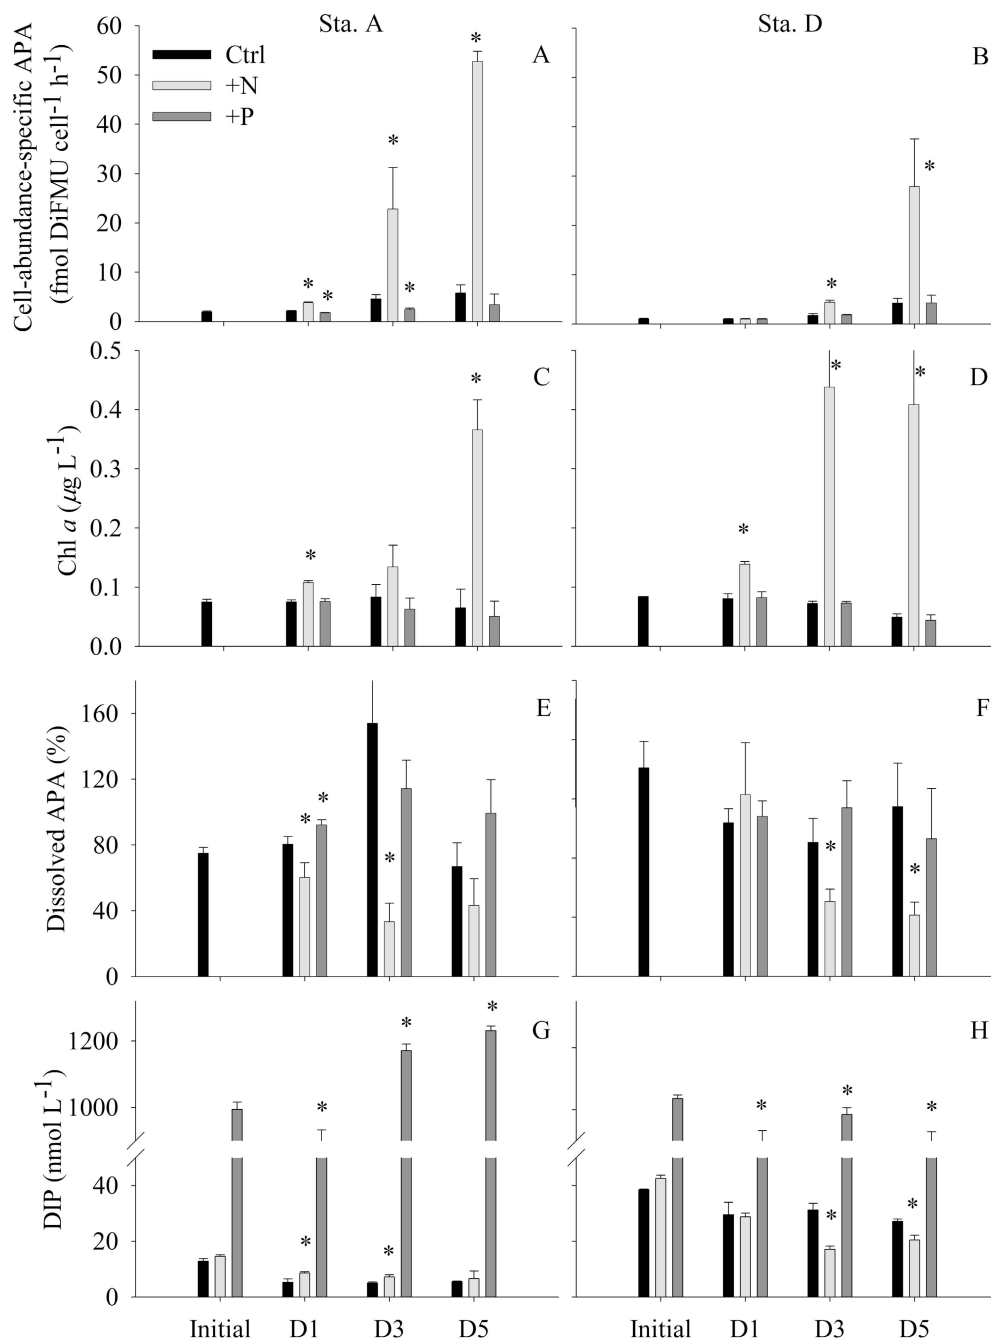 Sta. A
Sta. D
Cell-abundance-specific APA
(fmol DiFMU cell-1 h-1)
60
50
40
30
20
10
0
Ctrl
+N
+P
A
*
*
*
*
*
B
*
*
Chl a (µg L-1)
0.5
0.4
0.3
0.2
0.1
0.0
C
*
*
D
*
*
*
Dissolved APA (%)
160
120
80
40
0
E
*
*
*
F
*
*
DIP (nmol L-1)
1200
1000
40
20
0
G
*
*
*
*
*
H
*
*
*
*
*
Initial D1 D3 D5
Initial D1 D3 D5